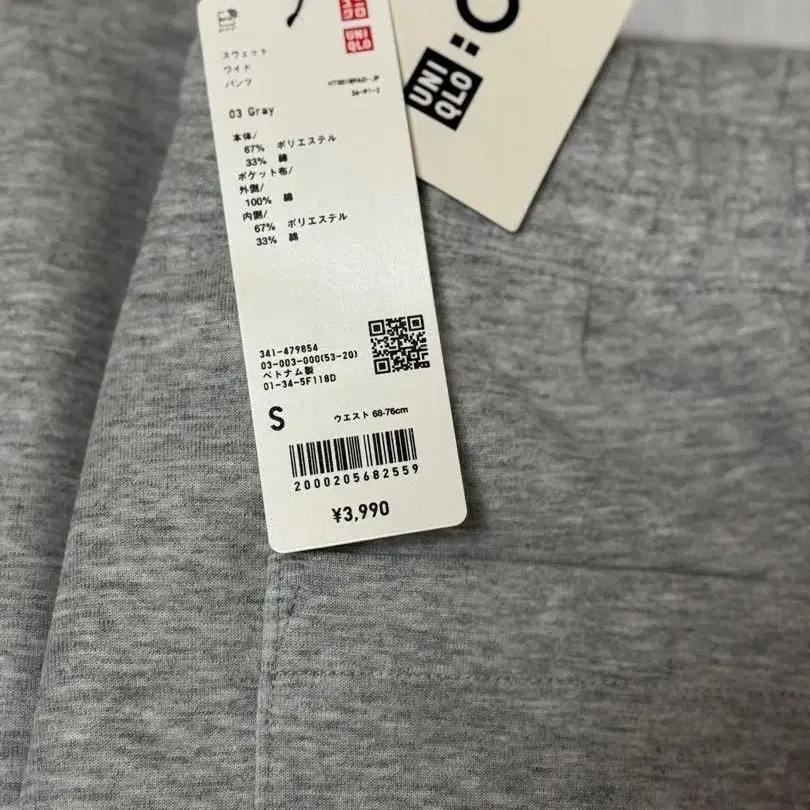 UNI
QLO
スウェット
ワイド
パンツ
03 Gray
本体/
67% ポリエステル
33% 綿
ポケット布/
外側/
100% 綿
内側/
67% ポリエステル
33% 綿
341-479854
03-003-000(53-20)
ベトナム製
01-34-5F118D
S ウエスト 68-76cm
2000205682559
¥3,990
UNI
QLO
: C